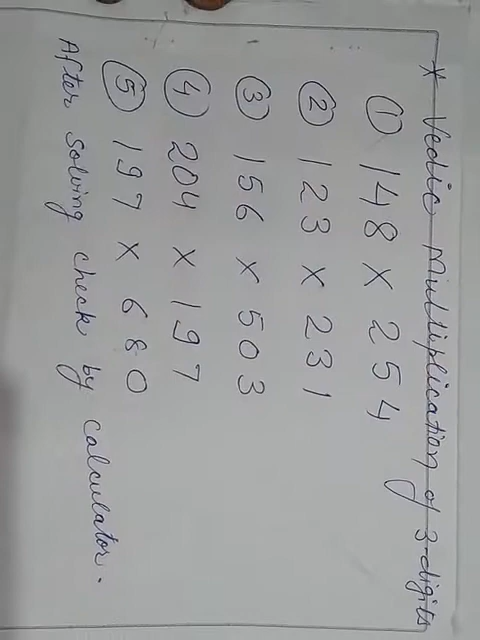 * Vedic Multiplication of 3-digits
① 148 × 254
② 123 × 231
③ 156 × 503
④ 204 × 197
⑤ 197 × 680
After solving check by calculator.